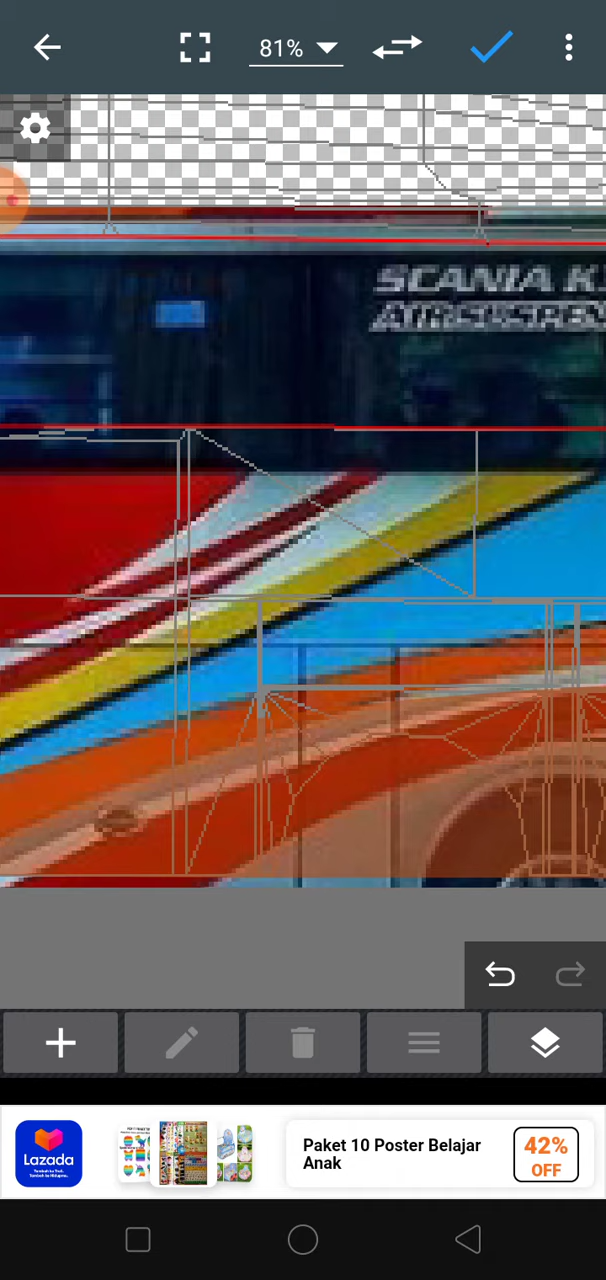 81%
SCANIA K
Lazada
Paket 10 Poster Belajar
Anak
42%
OFF